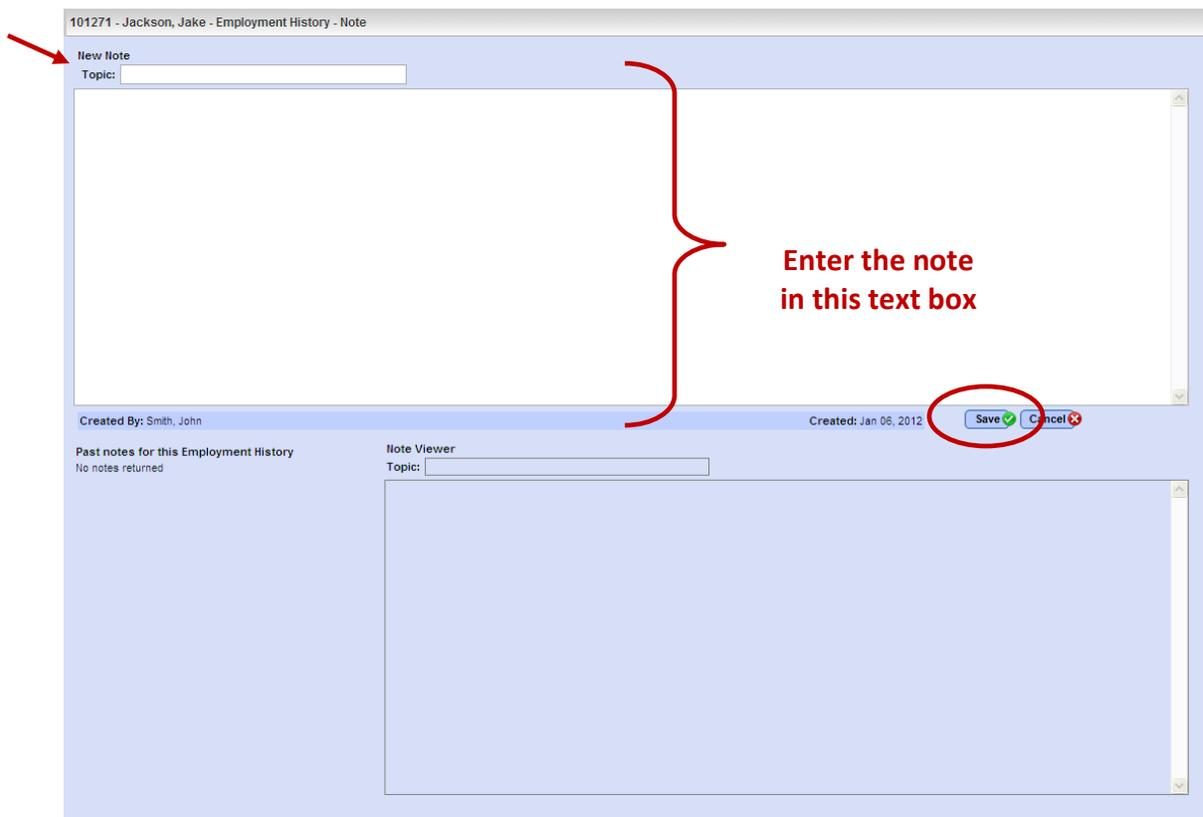 101271 - Jackson, Jake - Employment History - Note
New Note
Topic:
Enter the note
in this text box
Created By: Smith, John
Created: Jan 06, 2012
Save
Cancel
Past notes for this Employment History
No notes returned
Note Viewer
Topic: